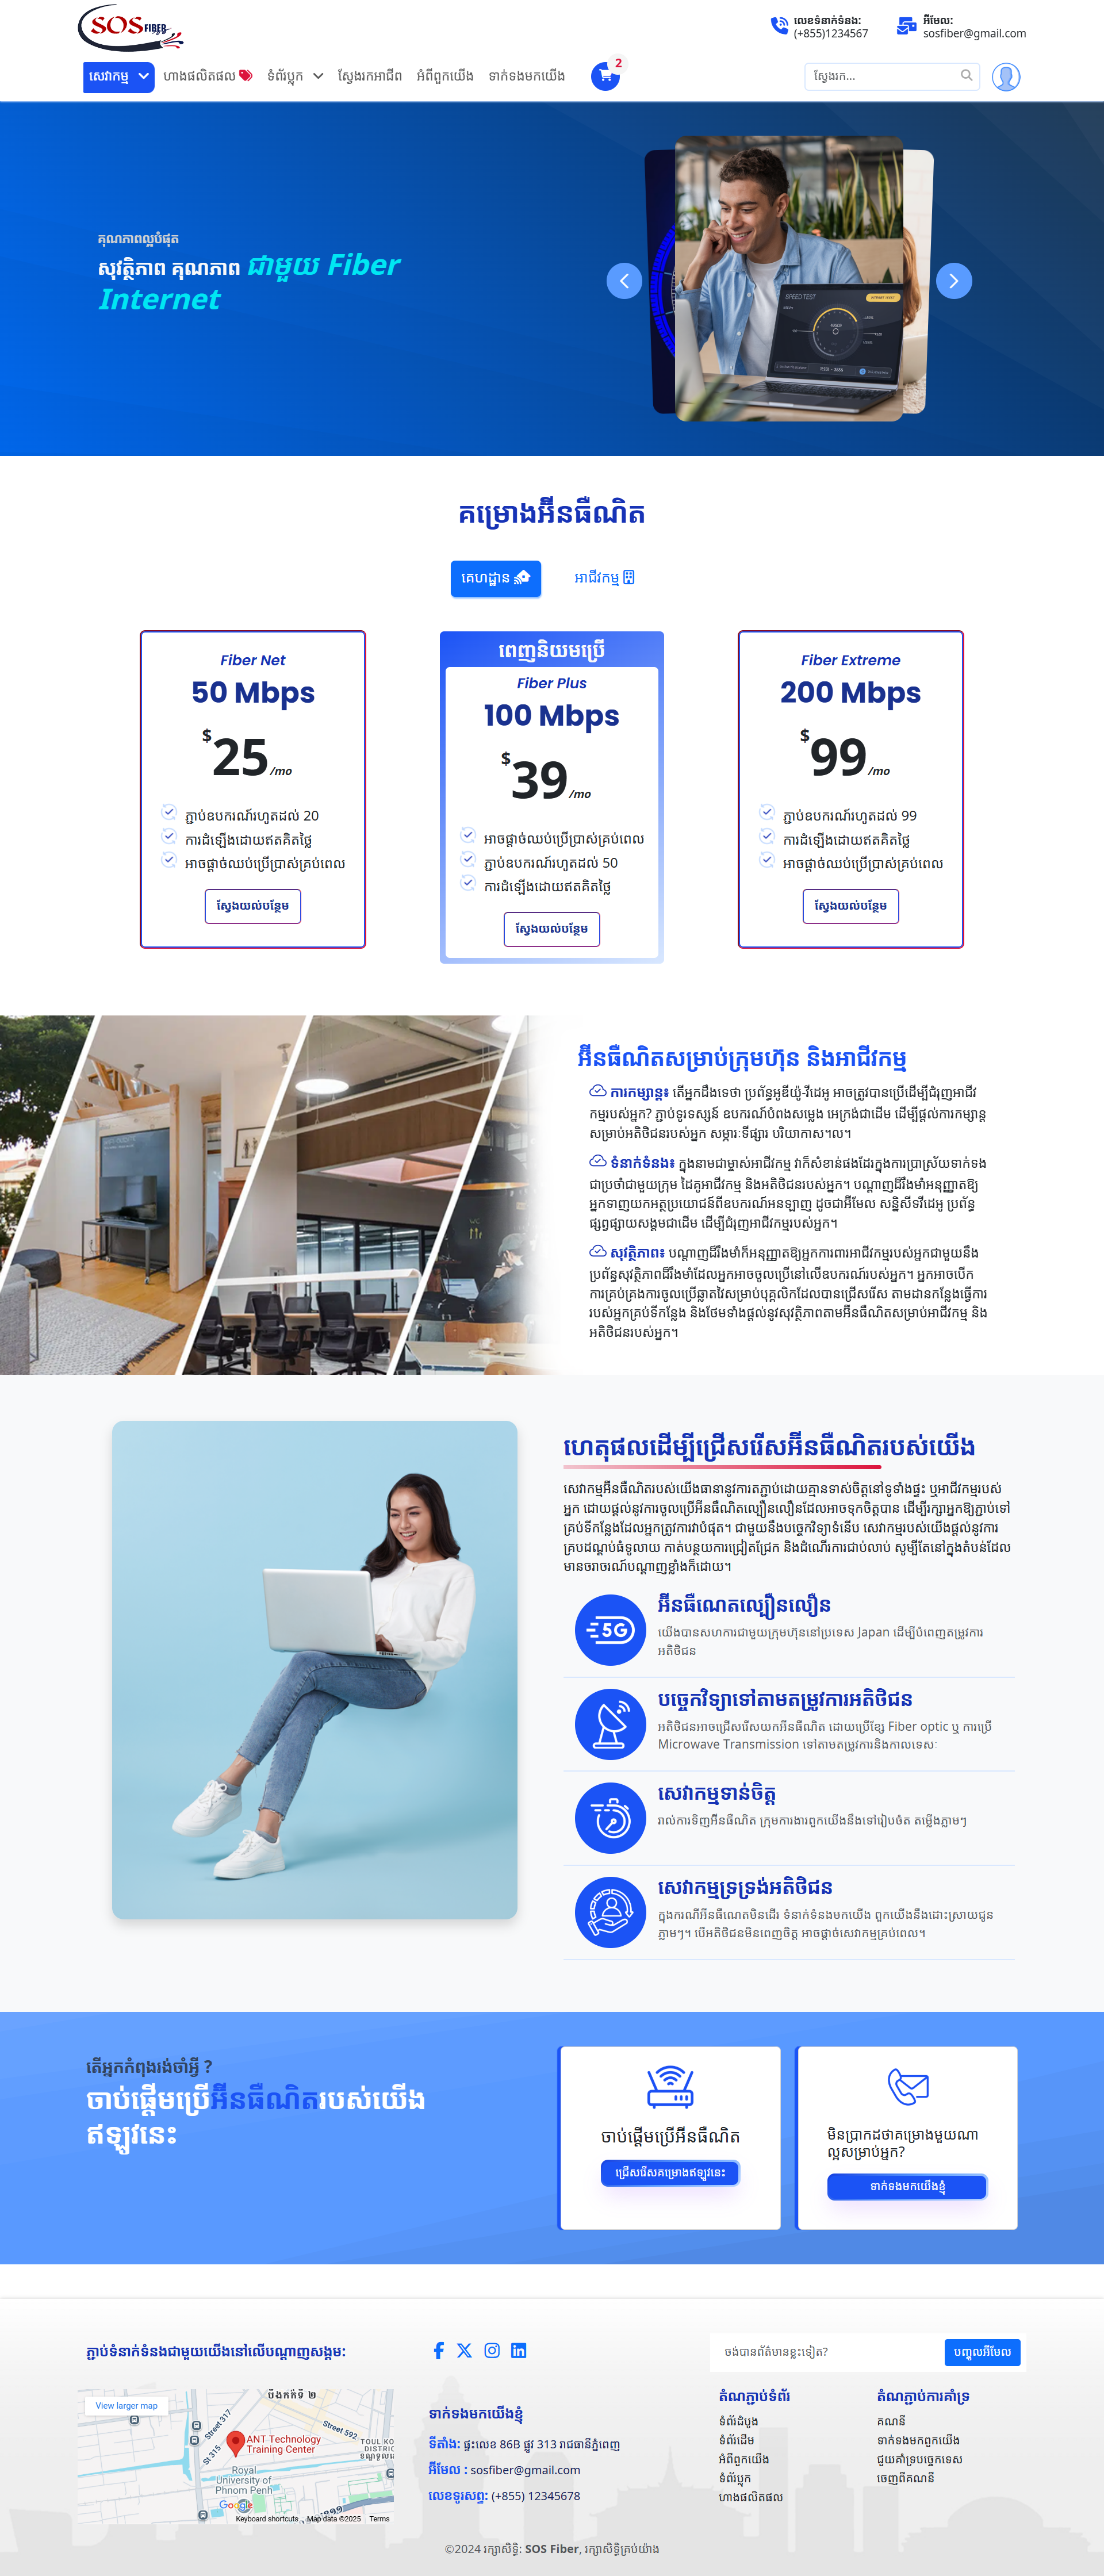 SOS FIBER
លេខទំនាក់ទំនង:
(+855)1234567
អ៊ីមែល:
sosfiber@gmail.com
សេវាកម្ម
ហាងផលិតផល
ទំព័រប្លុក
ស្វែងរកអាជីព
អំពីពួកយើង
ទាក់ទងមកយើង
2
ស្វែងរក...
គុណភាពល្អបំផុត
សុវត្ថិភាព គុណភាព ជាមួយ Fiber
Internet
SPEED TEST
គម្រោងអ៊ីនធឺណិត
គេហដ្ឋាន
អាជីវកម្ម
Fiber Net
50 Mbps
$25/mo
ភ្ជាប់ឧបករណ៍រហូតដល់ 20
ការដំឡើងដោយឥតគិតថ្លៃ
អាចផ្តាច់ឈប់ប្រើប្រាស់គ្រប់ពេល
ស្វែងយល់បន្ថែម
ពេញនិយមប្រើ
Fiber Plus
100 Mbps
$39/mo
អាចផ្តាច់ឈប់ប្រើប្រាស់គ្រប់ពេល
ភ្ជាប់ឧបករណ៍រហូតដល់ 50
ការដំឡើងដោយឥតគិតថ្លៃ
ស្វែងយល់បន្ថែម
Fiber Extreme
200 Mbps
$99/mo
ភ្ជាប់ឧបករណ៍រហូតដល់ 99
ការដំឡើងដោយឥតគិតថ្លៃ
អាចផ្តាច់ឈប់ប្រើប្រាស់គ្រប់ពេល
ស្វែងយល់បន្ថែម
អ៊ីនធឺណិតសម្រាប់ក្រុមហ៊ុន និងអាជីវកម្ម
ការកម្សាន្ត៖ តើអ្នកដឹងទេថា ប្រព័ន្ធអូឌីយ៉ូ-វីដេអូ អាចត្រូវបានប្រើដើម្បីជំរុញអាជីវ
កម្មរបស់អ្នក? ភ្ជាប់ទូរទស្សន៍ ឧបករណ៍បំពងសម្លេង អេក្រង់ជាដើម ដើម្បីផ្តល់ការកម្សាន្ត
សម្រាប់អតិថិជនរបស់អ្នក សម្ភារៈទីផ្សារ បរិយាកាស។ល។
ទំនាក់ទំនង៖ ក្នុងនាមជាម្ចាស់អាជីវកម្ម វាក៏សំខាន់ផងដែរក្នុងការប្រាស្រ័យទាក់ទង
ជាប្រចាំជាមួយក្រុម ដៃគូអាជីវកម្ម និងអតិថិជនរបស់អ្នក។ បណ្តាញដ៏រឹងមាំអនុញ្ញាតឱ្យ
អ្នកទាញយកអត្ថប្រយោជន៍ពីឧបករណ៍អនឡាញ ដូចជាអ៊ីមែល សន្និសីទវីដេអូ ប្រព័ន្ធ
ផ្សព្វផ្សាយសង្គមជាដើម ដើម្បីជំរុញអាជីវកម្មរបស់អ្នក។
សុវត្ថិភាព៖ បណ្តាញដ៏រឹងមាំក៏អនុញ្ញាតឱ្យអ្នកការពារអាជីវកម្មរបស់អ្នកជាមួយនឹង
ប្រព័ន្ធសុវត្ថិភាពដ៏រឹងមាំដែលអ្នកអាចចូលប្រើនៅលើឧបករណ៍របស់អ្នក។ អ្នកអាចបើក
ការគ្រប់គ្រងការចូលប្រើឆ្លាតវៃសម្រាប់បុគ្គលិកដែលបានជ្រើសរើស តាមដានកន្លែងធ្វើការ
របស់អ្នកគ្រប់ទីកន្លែង និងថែមទាំងផ្តល់នូវសុវត្ថិភាពតាមអ៊ីនធឺណិតសម្រាប់អាជីវកម្ម និង
អតិថិជនរបស់អ្នក។
ហេតុផលដើម្បីជ្រើសរើសអ៊ីនធឺណិតរបស់យើង
សេវាកម្មអ៊ីនធឺណិតរបស់យើងធានានូវការតភ្ជាប់ដោយគ្មានទាស់ចិត្តនៅទូទាំងផ្ទះ ឬអាជីវកម្មរបស់
អ្នក ដោយផ្តល់នូវការចូលប្រើអ៊ីនធឺណិតល្បឿនលឿនដែលអាចទុកចិត្តបាន ដើម្បីរក្សាអ្នកឱ្យភ្ជាប់ទៅ
គ្រប់ទីកន្លែងដែលអ្នកត្រូវការវាបំផុត។ ជាមួយនឹងបច្ចេកវិទ្យាទំនើប សេវាកម្មរបស់យើងផ្តល់នូវការ
គ្របដណ្តប់ធំទូលាយ កាត់បន្ថយការជ្រៀតជ្រែក និងដំណើរការជាប់លាប់ សូម្បីតែនៅក្នុងតំបន់ដែល
មានចរាចរណ៍បណ្តាញខ្លាំងក៏ដោយ។
5G
អ៊ីនធឺណេតល្បឿនលឿន
យើងបានសហការជាមួយក្រុមហ៊ុននៅប្រទេស Japan ដើម្បីបំពេញតម្រូវការ
អតិថិជន
បច្ចេកវិទ្យាទៅតាមតម្រូវការអតិថិជន
អតិថិជនអាចជ្រើសរើសយកអ៊ីនធឺណិត ដោយប្រើខ្សែ Fiber optic ឬ ការប្រើ
Microwave Transmission ទៅតាមតម្រូវការនិងកាលទេសៈ
សេវាកម្មទាន់ចិត្ត
រាល់ការទិញអ៊ីនធឺណិត ក្រុមការងារពួកយើងនឹងទៅរៀបចំត តម្លើងភ្លាមៗ
សេវាកម្មទ្រទ្រង់អតិថិជន
ក្នុងករណីអ៊ីនធឺណេតមិនដើរ ទំនាក់ទំនងមកយើង ពួកយើងនឹងដោះស្រាយជូន
ភ្លាមៗ។ បើអតិថិជនមិនពេញចិត្ត អាចផ្តាច់សេវាកម្មគ្រប់ពេល។
តើអ្នកកំពុងរង់ចាំអ្វី ?
ចាប់ផ្តើមប្រើអ៊ីនធឺណិតរបស់យើង
ឥឡូវនេះ
ចាប់ផ្តើមប្រើអ៊ីនធឺណិត
ជ្រើសរើសគម្រោងឥឡូវនេះ
មិនប្រាកដថាគម្រោងមួយណា
ល្អសម្រាប់អ្នក?
ទាក់ទងមកយើងខ្ញុំ
ភ្ជាប់ទំនាក់ទំនងជាមួយយើងនៅលើបណ្តាញសង្គម:
ចង់បានព័ត៌មានខ្លះទៀត?
បញ្ចូលអ៊ីមែល
View larger map
បឹងកក់ទី ២
Street 317
St 315
Street 592
TOUL KO
DISTRIC
ANT Technology
Training Center
Royal
University of
Phnom Penh
Google
Keyboard shortcuts
Map data ©2025
Terms
ទាក់ទងមកយើងខ្ញុំ
ទីតាំង: ផ្ទះលេខ 86B ផ្លូវ 313 រាជធានីភ្នំពេញ
អ៊ីមែល : sosfiber@gmail.com
លេខទូរសព្ទ: (+855) 12345678
តំណភ្ជាប់ទំព័រ
ទំព័រដំបូង
ទំព័រដើម
អំពីពួកយើង
ទំព័រប្លុក
ហាងផលិតផល
តំណភ្ជាប់ការគាំទ្រ
គណនី
ទាក់ទងមកពួកយើង
ជួយគាំទ្របច្ចេកទេស
ចេញពីគណនី
©2024 រក្សាសិទ្ធិ: SOS Fiber, រក្សាសិទ្ធិគ្រប់យ៉ាង